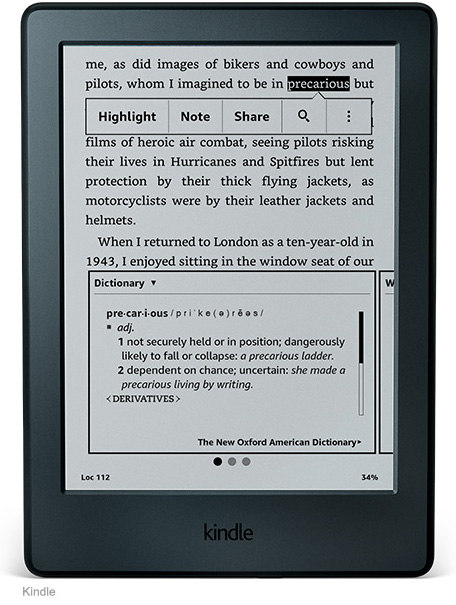 me, as did images of bikers and cowboys and
pilots, whom I imagined to be in precarious but
Highlight Note Share
films of heroic air combat, seeing pilots risking
their lives in Hurricanes and Spitfires but lent
protection by their thick flying jackets, as
motorcyclists were by their leather jackets and
helmets.
When I returned to London as a ten-year-old in
1943, I enjoyed sitting in the window seat of our
Dictionary ▼ W
pre·car·i·ous /priˈke(ə)rēəs/
■ adj.
1 not securely held or in position; dangerously
likely to fall or collapse: a precarious ladder.
2 dependent on chance; uncertain: she made a
precarious living by writing.
<DERIVATIVES>
The New Oxford American Dictionary▸
Loc 112 34%
kindle
Kindle